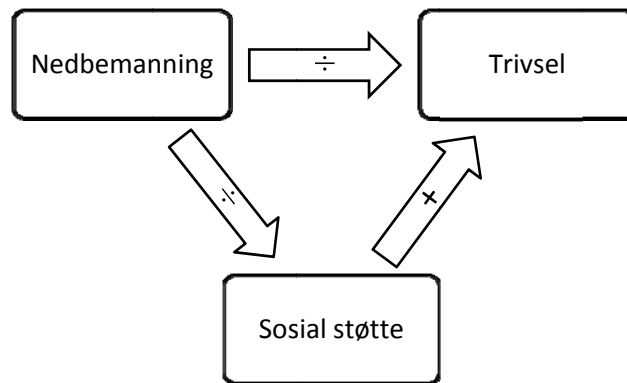 Nedbemanning
÷
Trivsel
÷
+
Sosial støtte